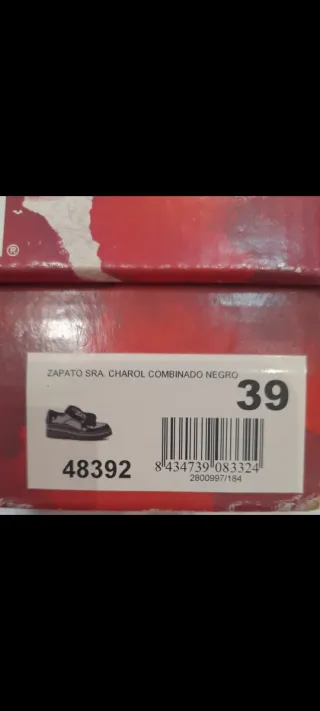 ®
ZAPATO SRA. CHAROL COMBINADO NEGRO
39
48392
8 434739 083324
2800997/184